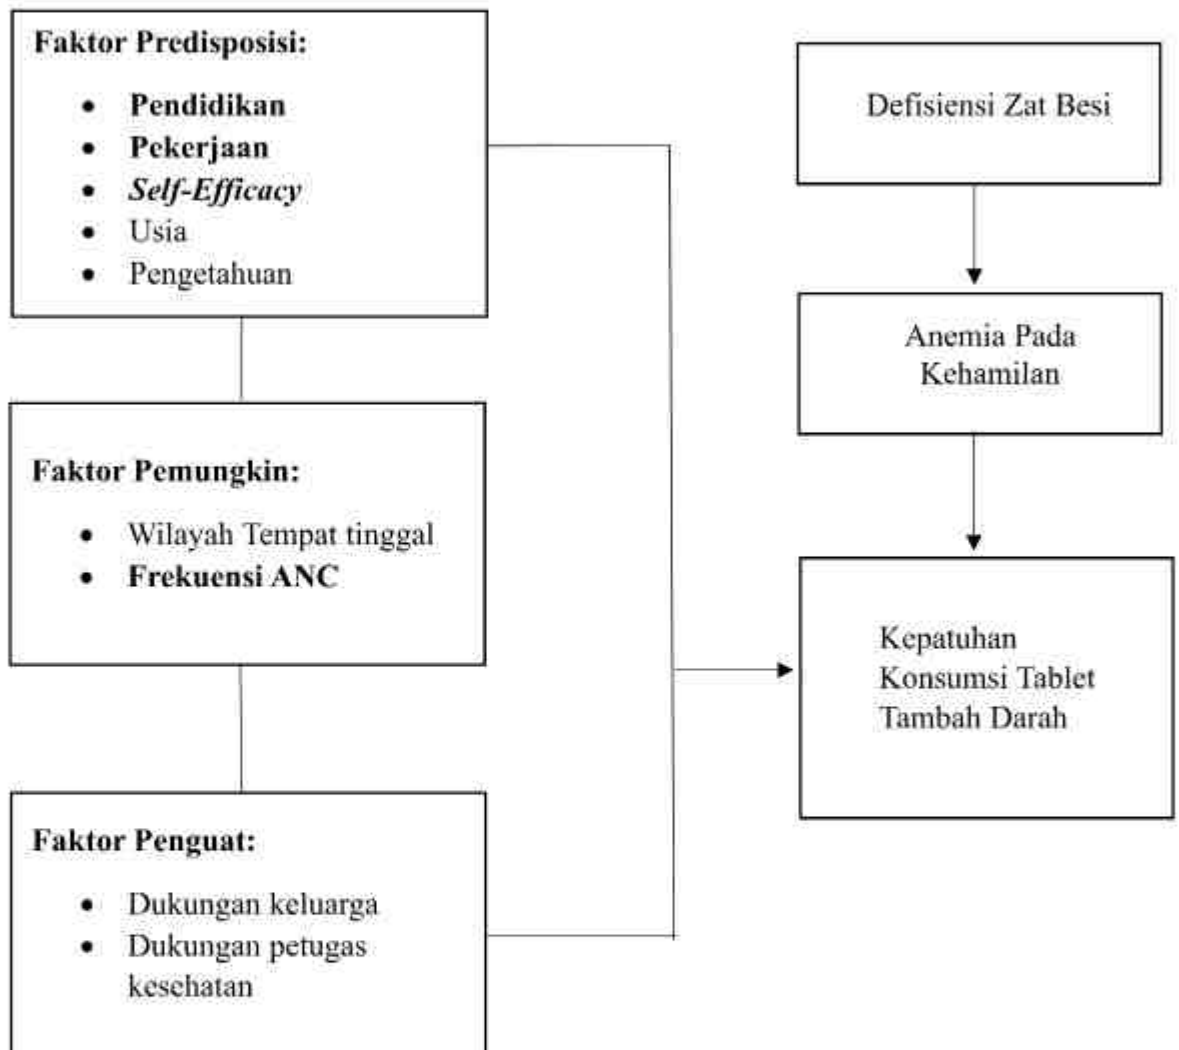 Faktor Predisposisi:
• Pendidikan
• Pekerjaan
• Self-Efficacy
• Usia
• Pengetahuan
Faktor Pemungkin:
• Wilayah Tempat tinggal
• Frekuensi ANC
Faktor Penguat:
• Dukungan keluarga
• Dukungan petugas
kesehatan
Defisiensi Zat Besi
Anemia Pada
Kehamilan
Kepatuhan
Konsumsi Tablet
Tambah Darah